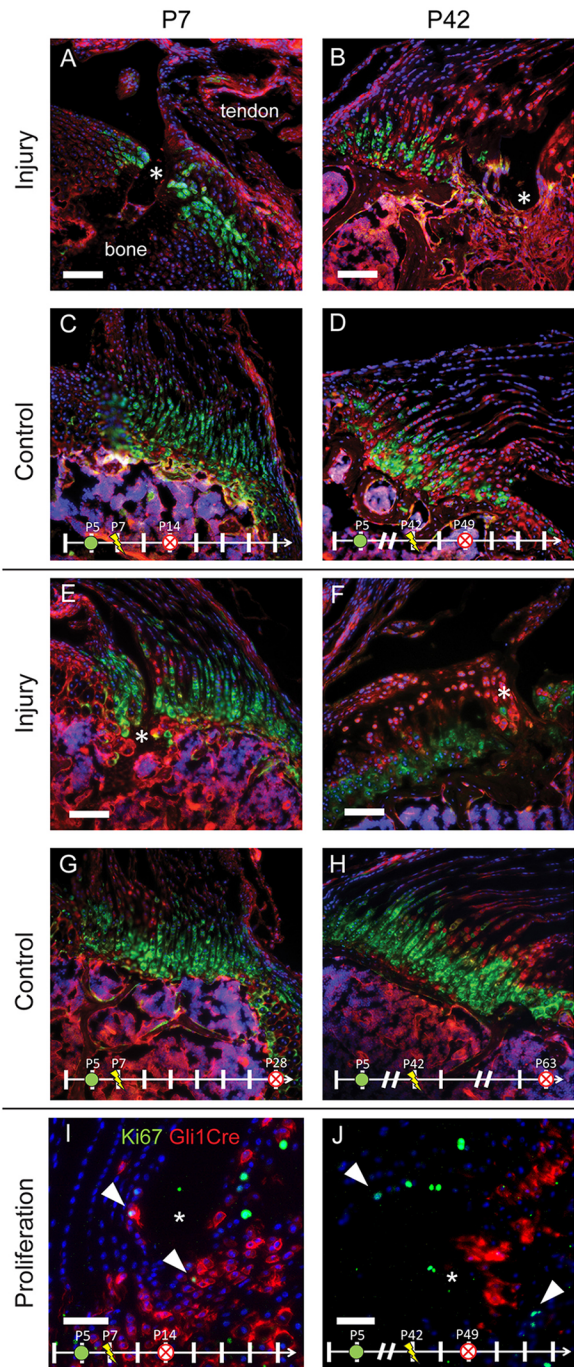 P7 P42
Injury
A
tendon
*
bone
B
*
Control
C
P5 P7 P14
D
P5 P42 P49
Injury
E
*
F
*
Control
G
P5 P7 P28
H
P5 P42 P63
Proliferation
I
Ki67 Gli1Cre
*
P5 P7 P14
J
*
P5 P42 P49